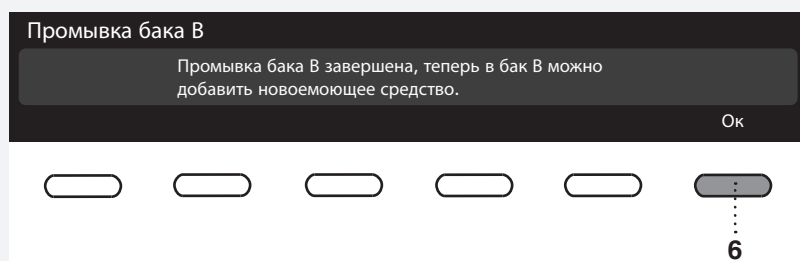 Промывка бака B
Промывка бака B завершена, теперь в бак B можно
добавить новоемоющее средство.
Ок
6